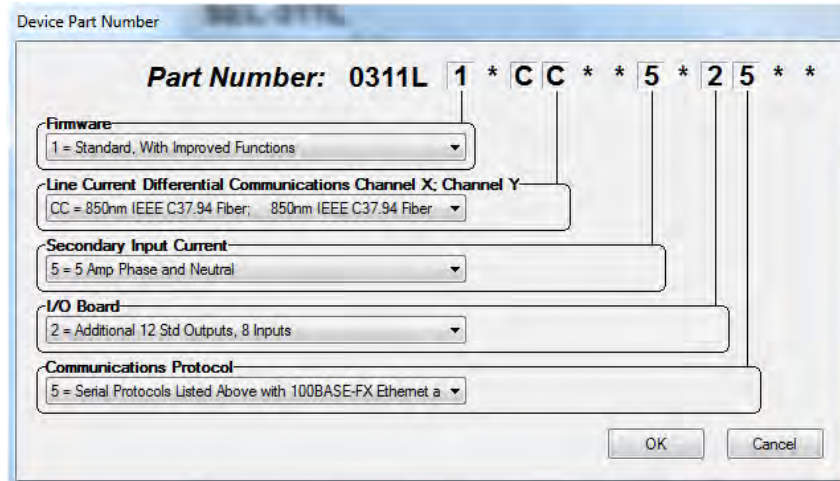 Device Part Number
Part Number: 0311L 1 * C C * * 5 * 2 5 * *
Firmware
1 = Standard, With Improved Functions
Line Current Differential Communications Channel X; Channel Y
CC = 850nm IEEE C37.94 Fiber; 850nm IEEE C37.94 Fiber
Secondary Input Current
5 = 5 Amp Phase and Neutral
I/O Board
2 = Additional 12 Std Outputs, 8 Inputs
Communications Protocol
5 = Serial Protocols Listed Above with 100BASE-FX Ethernet a
OK Cancel